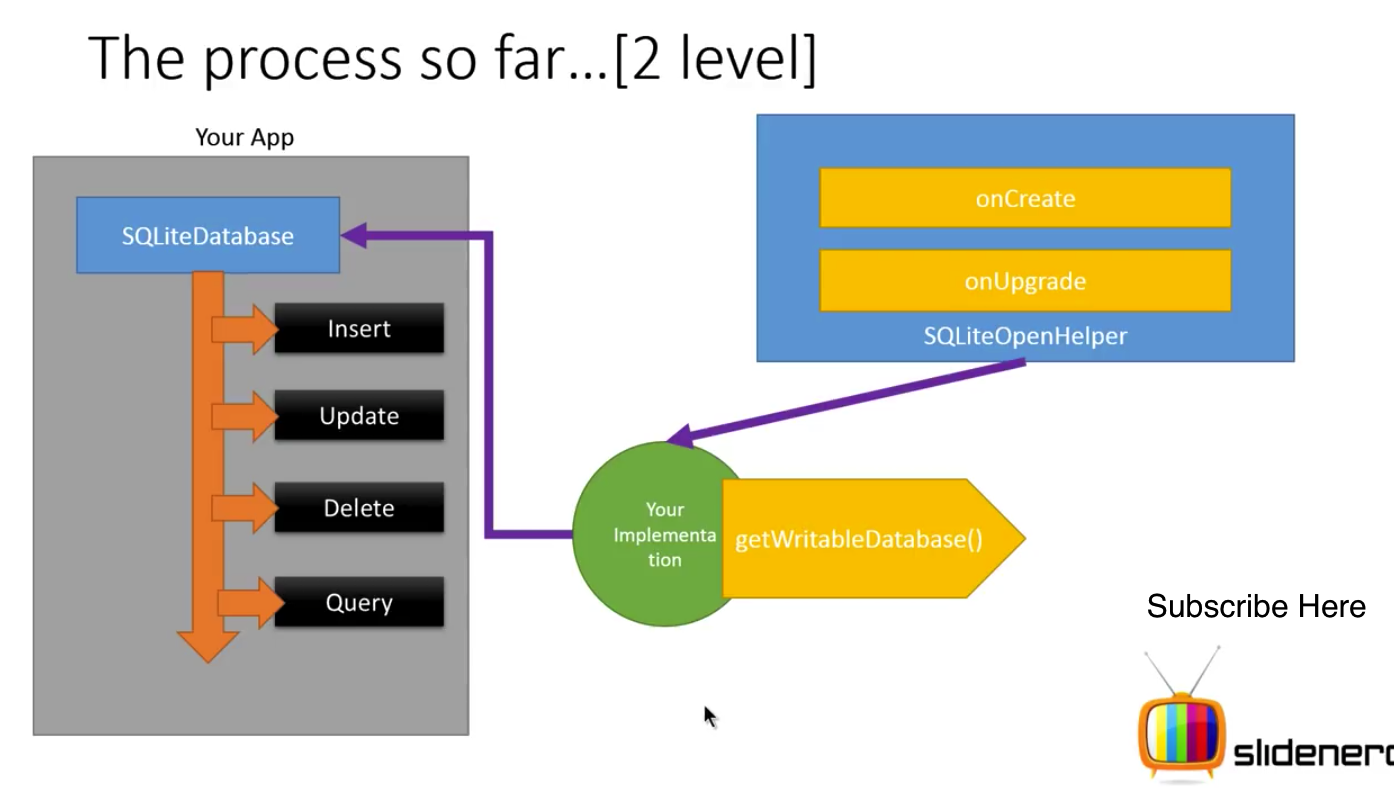 The process so far...[2 level]
Your App
SQLiteDatabase
Insert
Update
Delete
Query
onCreate
onUpgrade
SQLiteOpenHelper
Your
Implementa
tion
getWritableDatabase()
Subscribe Here
slidenerd